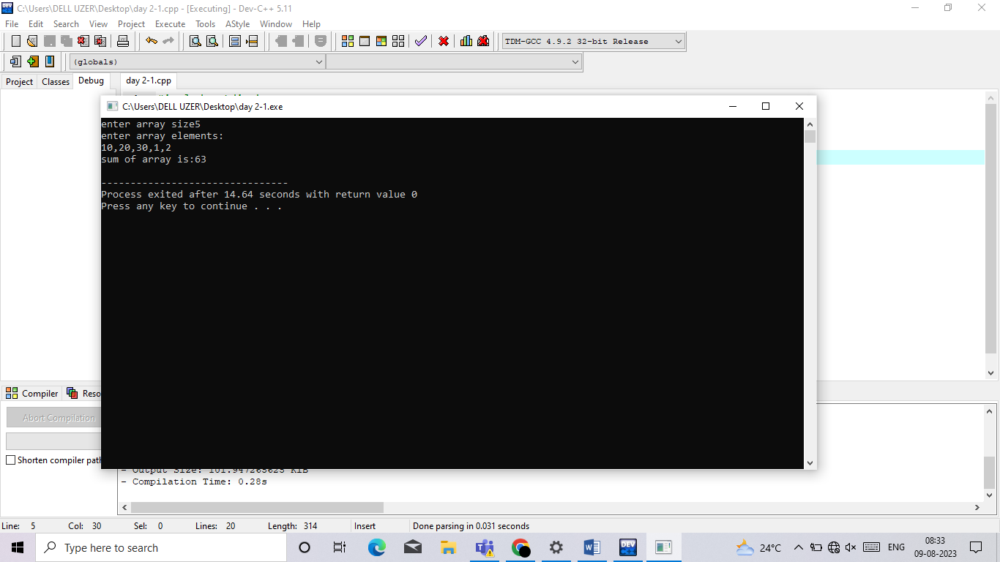 C:\Users\DELL UZER\Desktop\day 2-1.cpp - [Executing] - Dev-C++ 5.11
File Edit Search View Project Execute Tools AStyle Window Help
TDM-GCC 4.9.2 32-bit Release
(globals)
Project Classes Debug day 2-1.cpp
C:\Users\DELL UZER\Desktop\day 2-1.exe
enter array size5
enter array elements:
10,20,30,1,2
sum of array is:63
--------------------------------
Process exited after 14.64 seconds with return value 0
Press any key to continue . . .
Compiler Reso
Abort Compilation
Shorten compiler path
- Output Size: 101.947265625 KiB
- Compilation Time: 0.28s
Line: 5 Col: 30 Sel: 0 Lines: 20 Length: 314 Insert Done parsing in 0.031 seconds
Type here to search
DEV
24°C
ENG
08:33
09-08-2023